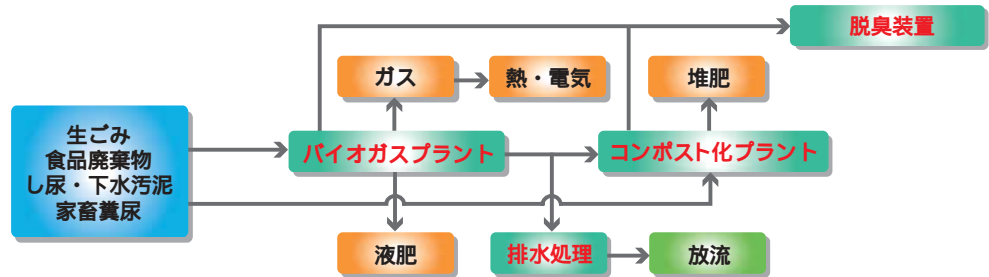 脱臭装置
ガス
熱・電気
堆肥
生ごみ
食品廃棄物
し尿・下水汚泥
家畜糞尿
バイオガスプラント
コンポスト化プラント
液肥
排水処理
放流